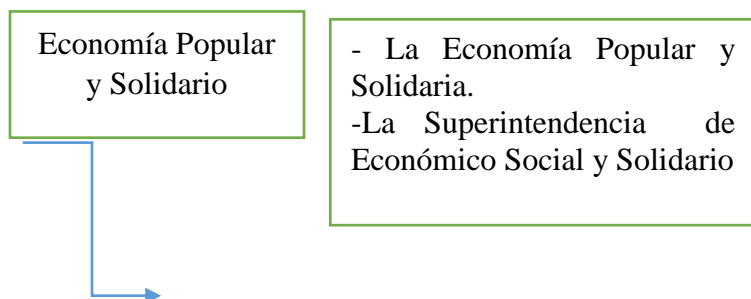 Economía Popular
y Solidario
- La Economía Popular y
Solidaria.
-La Superintendencia de
Económico Social y Solidario